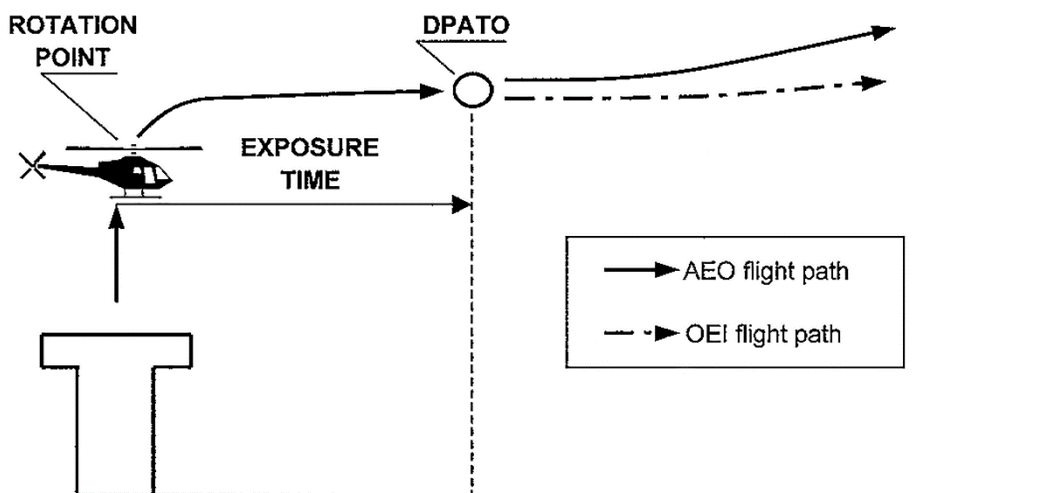 ROTATION
POINT
DPATO
EXPOSURE
TIME
AEO flight path
OEI flight path